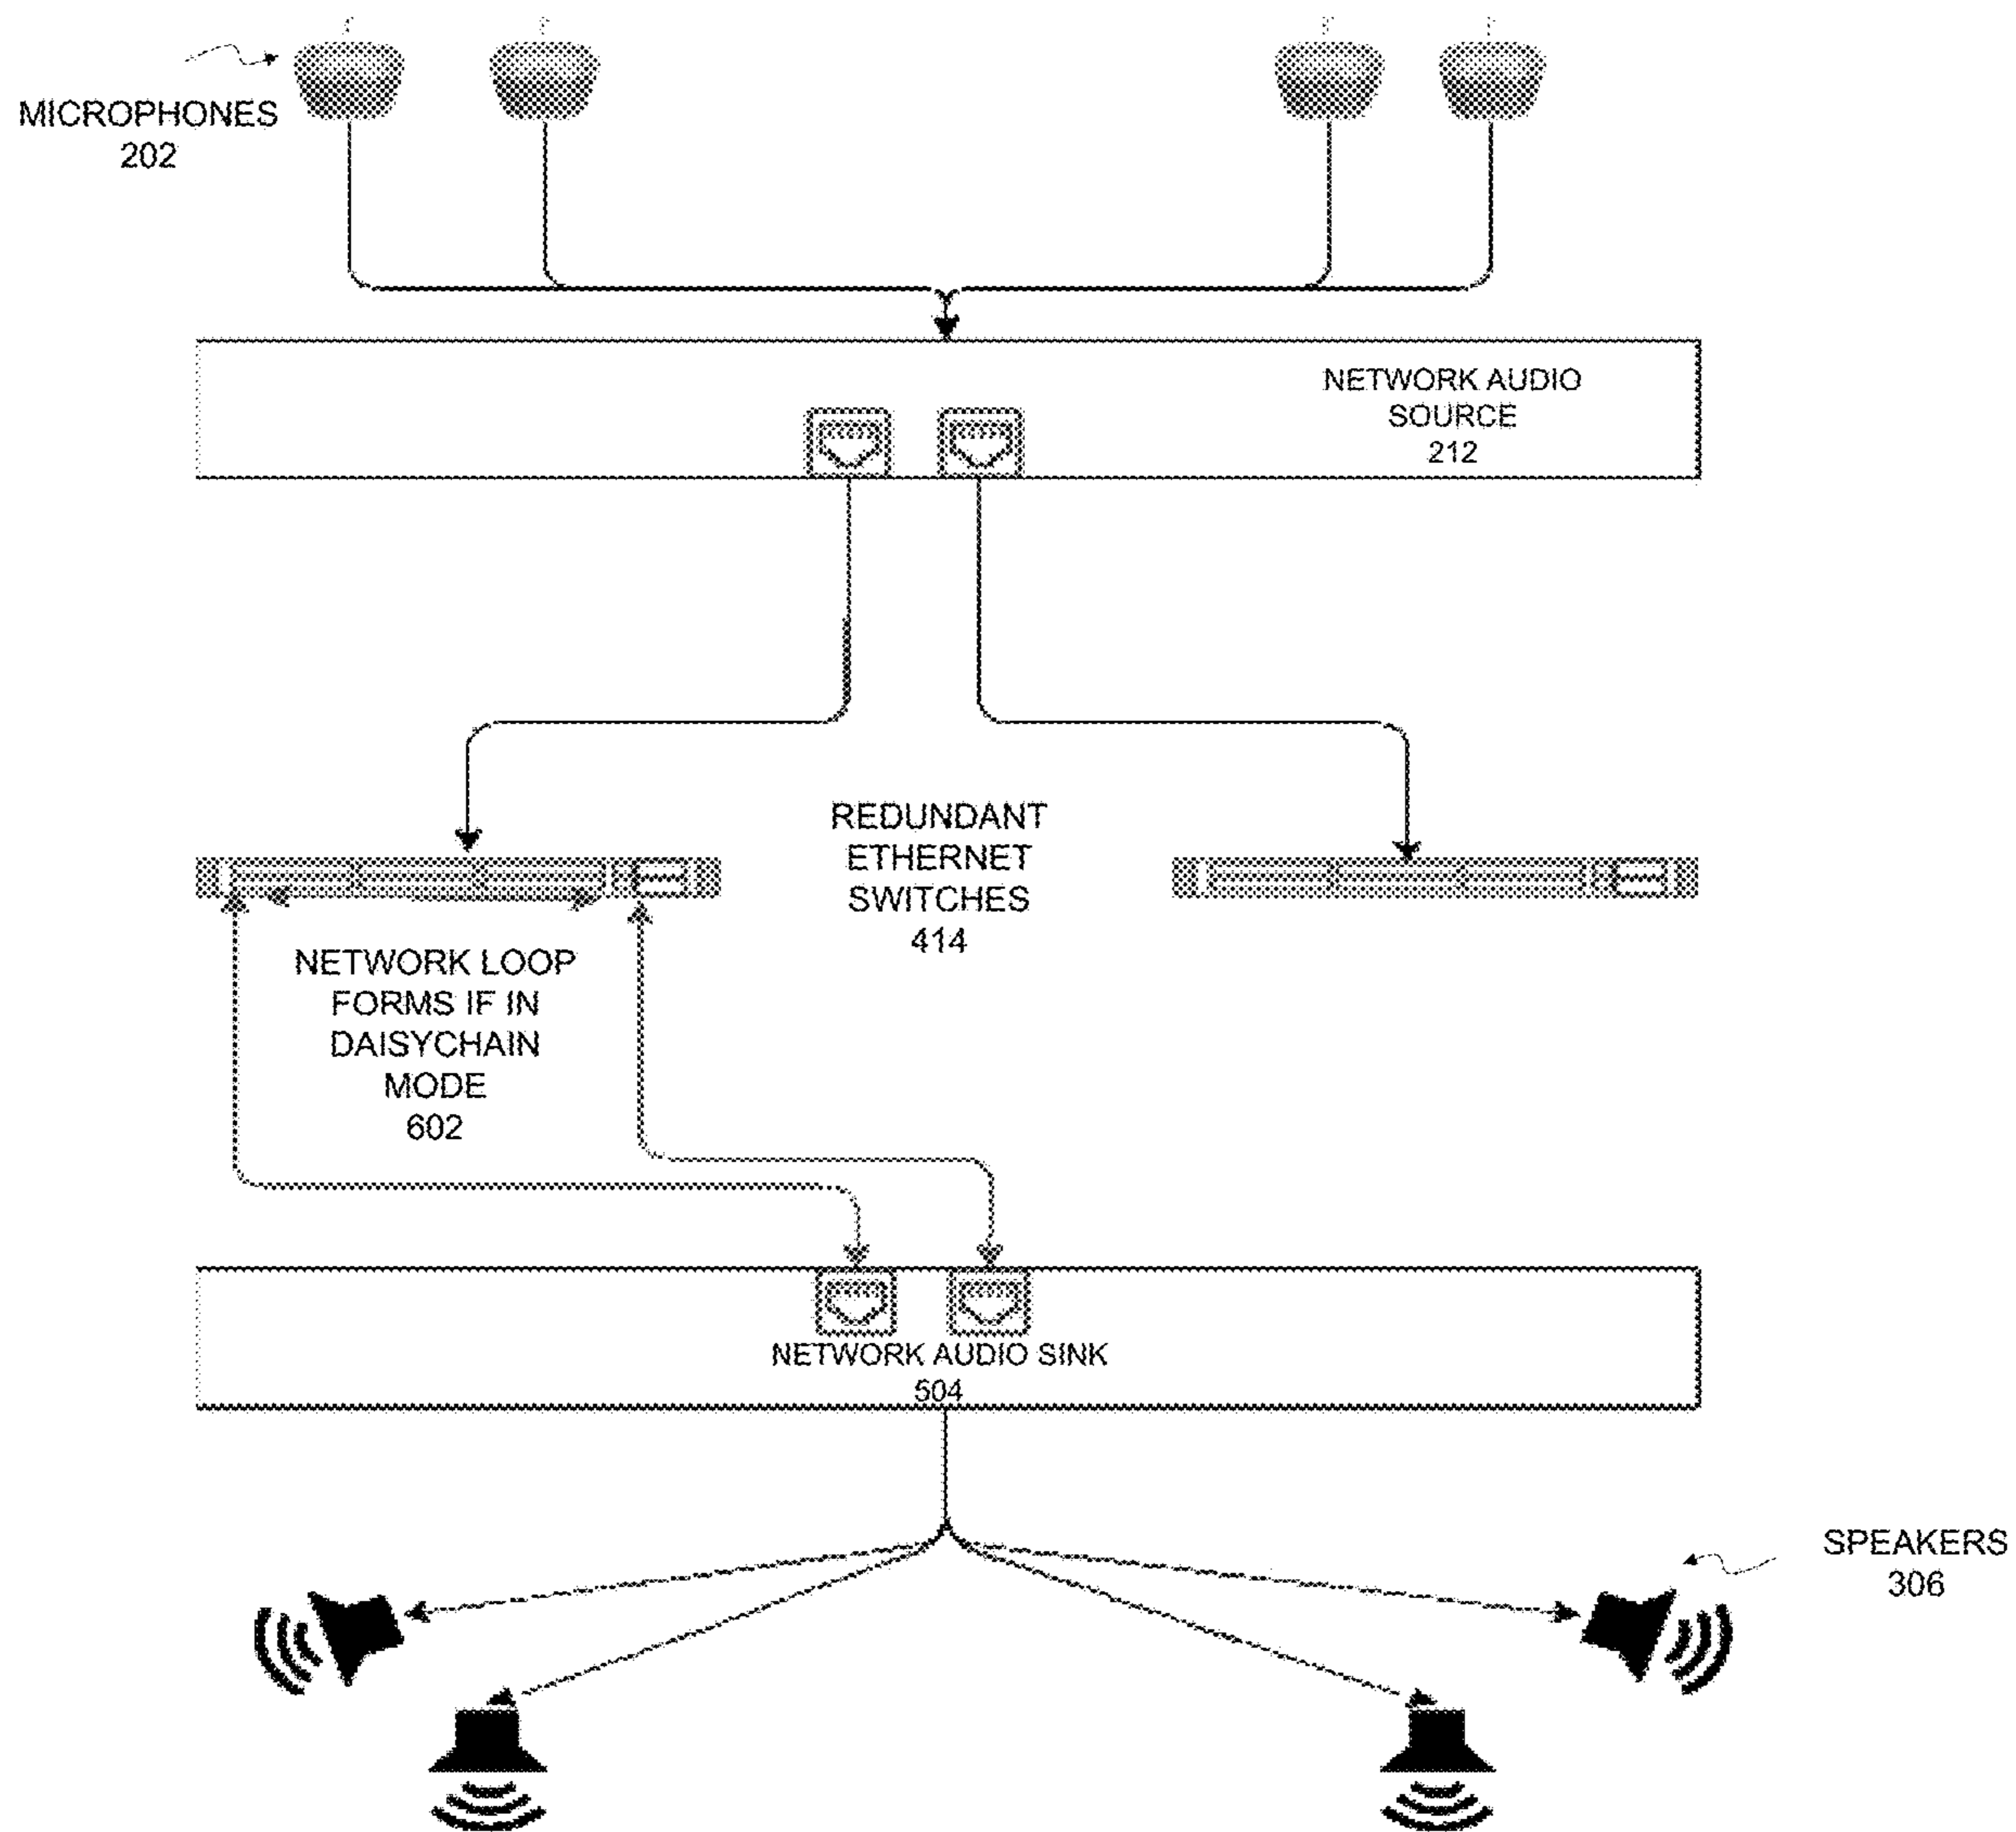 MICROPHONES
202
NETWORK AUDIO
SOURCE
212
REDUNDANT
ETHERNET
SWITCHES
414
NETWORK LOOP
FORMS IF IN
DAISYCHAIN
MODE
602
NETWORK AUDIO SINK
504
SPEAKERS
306